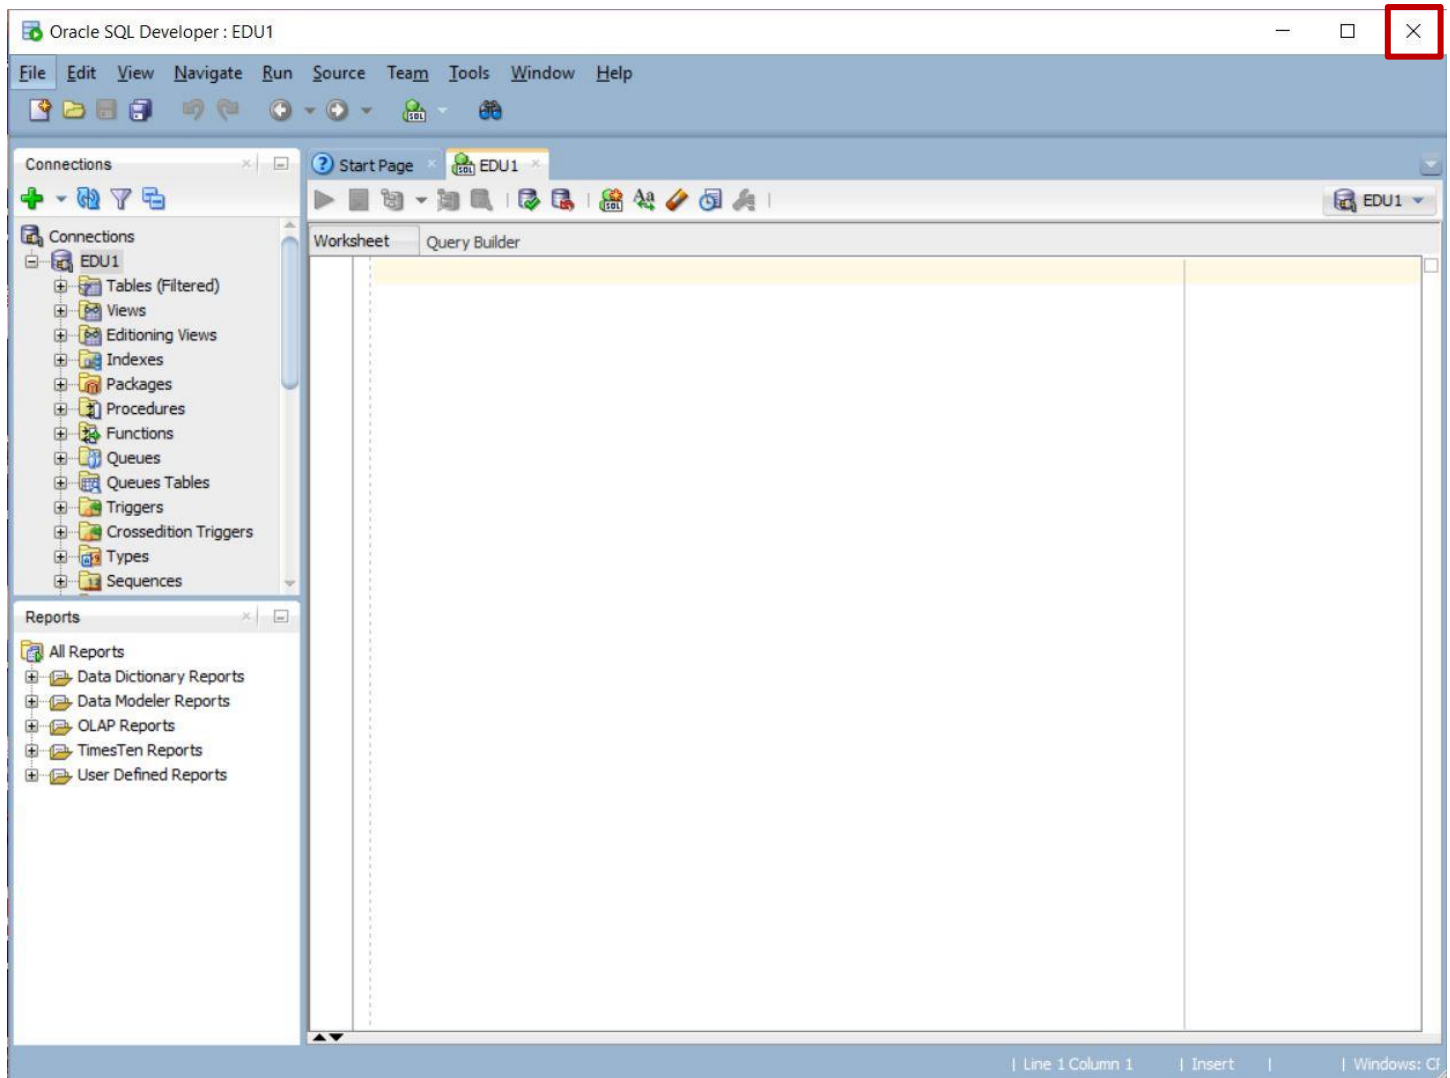 Oracle SQL Developer : EDU1
File Edit View Navigate Run Source Team Tools Window Help
Connections
Start Page
EDU1
EDU1
Connections
Worksheet
Query Builder
EDU1
Tables (Filtered)
Views
Editioning Views
Indexes
Packages
Procedures
Functions
Queues
Queues Tables
Triggers
Crossedition Triggers
Types
Sequences
Reports
All Reports
Data Dictionary Reports
Data Modeler Reports
OLAP Reports
TimesTen Reports
User Defined Reports
| Line 1 Column 1 | Insert | | Windows: CF